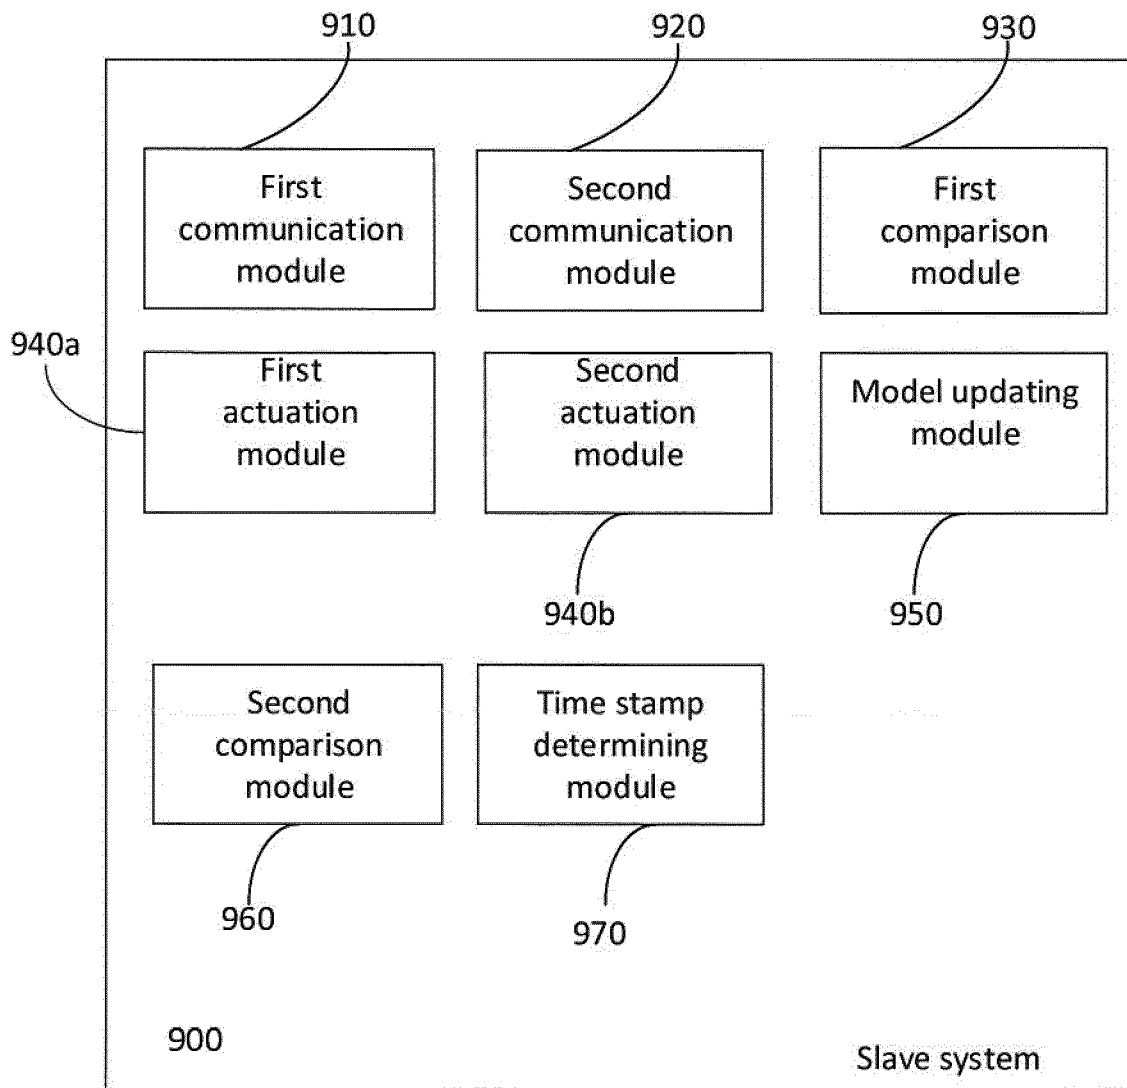 910
920
930
First
communication
module
Second
communication
module
First
comparison
module
940a
First
actuation
module
Second
actuation
module
Model updating
module
940b
950
Second
comparison
module
Time stamp
determining
module
960
970
900
Slave system